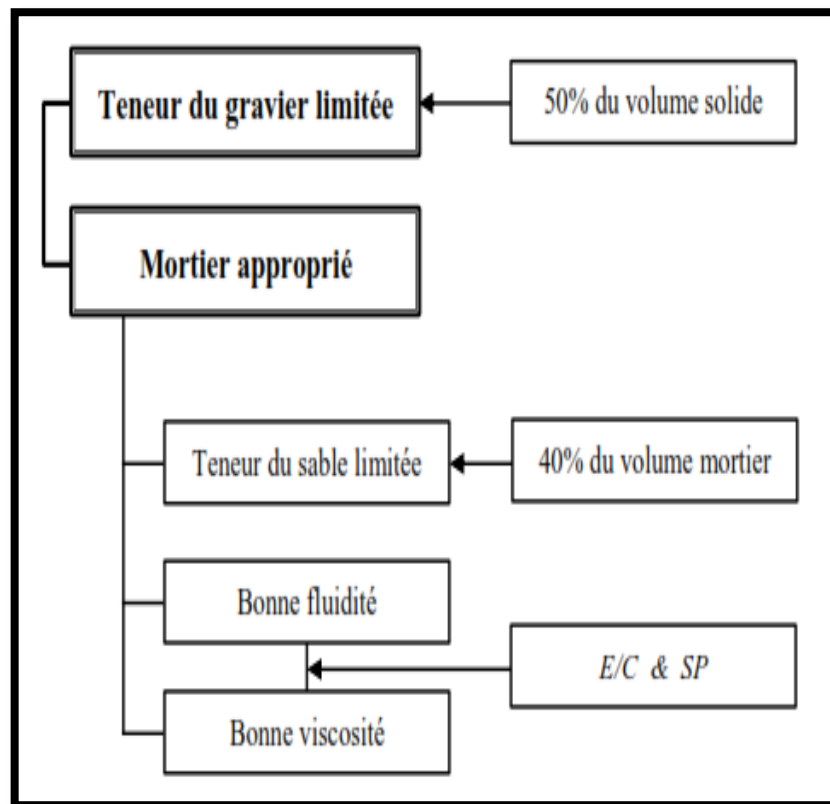 Teneur du gravier limitée
50% du volume solide
Mortier approprié
Teneur du sable limitée
40% du volume mortier
Bonne fluidité
E/C & SP
Bonne viscosité